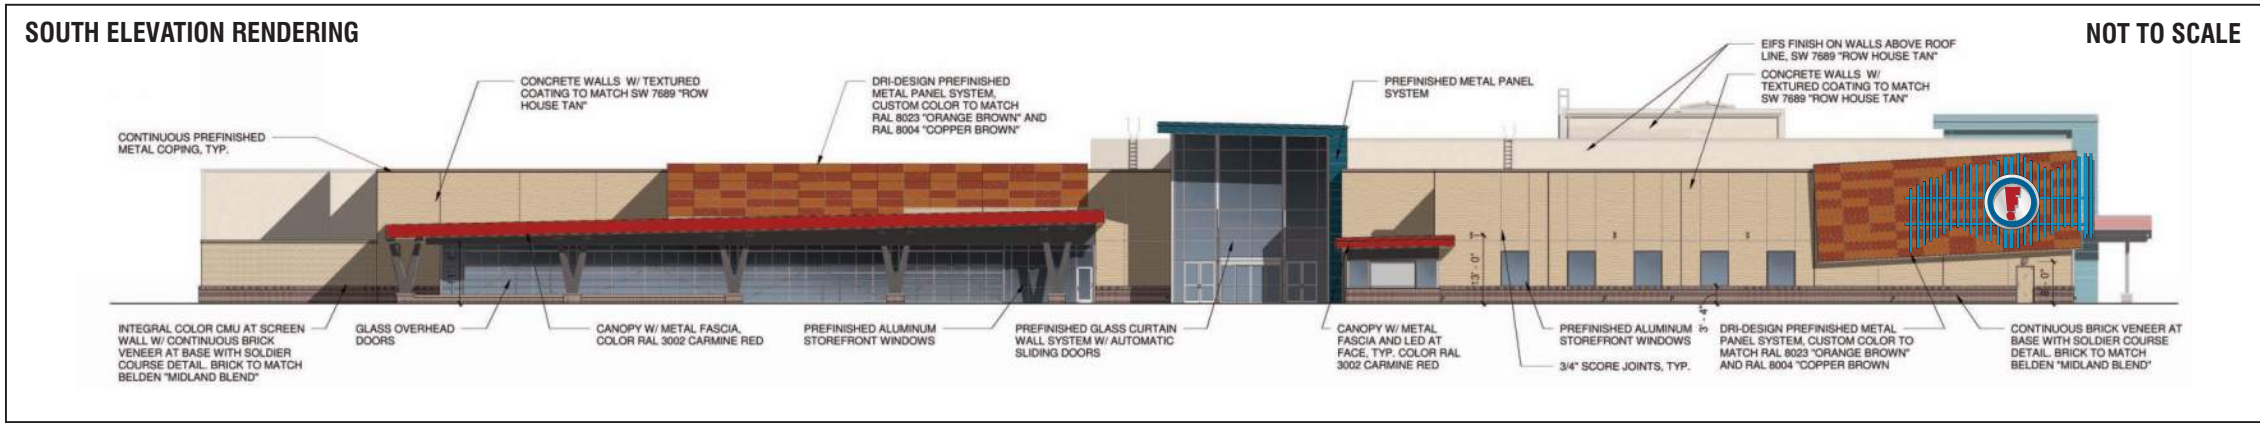 SOUTH ELEVATION RENDERING
NOT TO SCALE
CONTINUOUS PREFINISHED
METAL COPING, TYP.
CONCRETE WALLS W/ TEXTURED
COATING TO MATCH SW 7689 "ROW
HOUSE TAN"
DRI-DESIGN PREFINISHED
METAL PANEL SYSTEM,
CUSTOM COLOR TO MATCH
RAL 8023 "ORANGE BROWN" AND
RAL 8004 "COPPER BROWN"
PREFINISHED METAL PANEL
SYSTEM
EIFS FINISH ON WALLS ABOVE ROOF
LINE, SW 7689 "ROW HOUSE TAN"
CONCRETE WALLS W/
TEXTURED COATING TO MATCH
SW 7689 "ROW HOUSE TAN"
13' - 0"
3' - 4"
INTEGRAL COLOR CMU AT SCREEN
WALL W/ CONTINUOUS BRICK
VENEER AT BASE WITH SOLDIER
COURSE DETAIL. BRICK TO MATCH
BELDEN "MIDLAND BLEND"
GLASS OVERHEAD
DOORS
CANOPY W/ METAL FASCIA,
COLOR RAL 3002 CARMINE RED
PREFINISHED ALUMINUM
STOREFRONT WINDOWS
PREFINISHED GLASS CURTAIN
WALL SYSTEM W/ AUTOMATIC
SLIDING DOORS
CANOPY W/ METAL
FASCIA AND LED AT
FACE, TYP. COLOR RAL
3002 CARMINE RED
PREFINISHED ALUMINUM
STOREFRONT WINDOWS
3/4" SCORE JOINTS, TYP.
DRI-DESIGN PREFINISHED METAL
PANEL SYSTEM, CUSTOM COLOR TO
MATCH RAL 8023 "ORANGE BROWN"
AND RAL 8004 "COPPER BROWN
CONTINUOUS BRICK VENEER AT
BASE WITH SOLDIER COURSE
DETAIL. BRICK TO MATCH
BELDEN "MIDLAND BLEND"